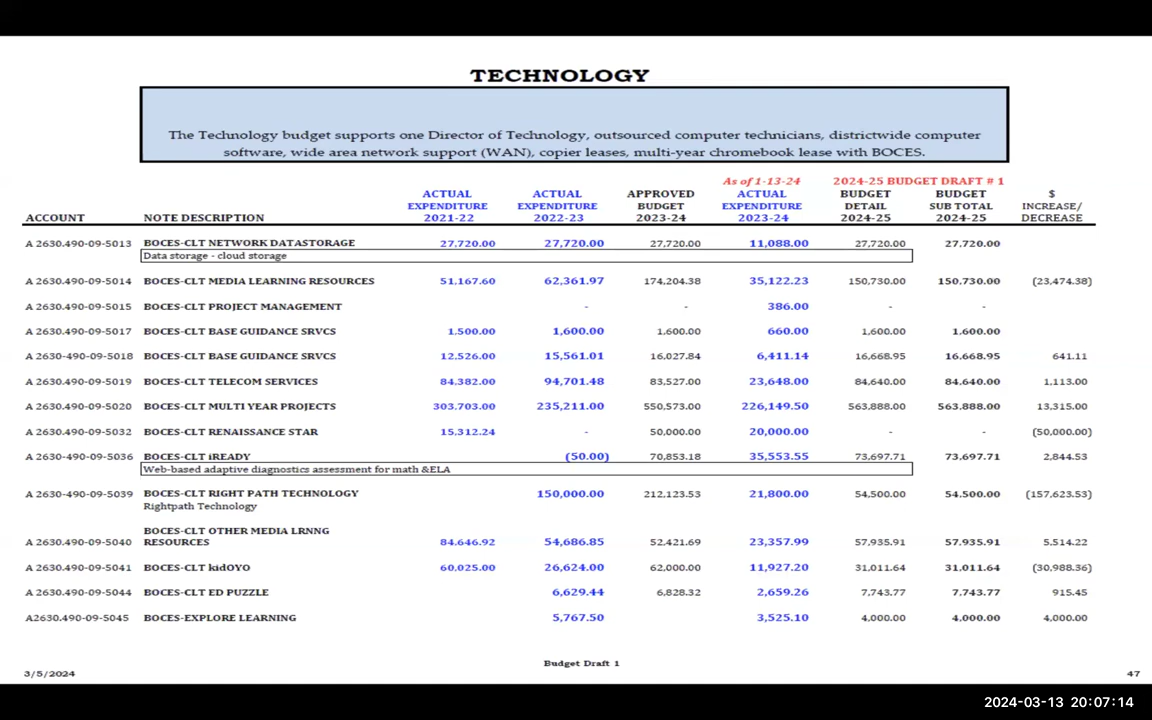 TECHNOLOGY
The Technology budget supports one Director of Technology, outsourced computer technicians, districtwide computer
software, wide area network support (WAN), copier leases, multi-year chromebook lease with BOCES.
As of 1-13-24 2024-25 BUDGET DRAFT # 1
ACTUAL ACTUAL APPROVED ACTUAL BUDGET BUDGET $
EXPENDITURE EXPENDITURE BUDGET EXPENDITURE DETAIL SUB TOTAL INCREASE/
ACCOUNT NOTE DESCRIPTION 2021-22 2022-23 2023-24 2023-24 2024-25 2024-25 DECREASE
A 2630.490-09-5013 BOCES-CLT NETWORK DATASTORAGE 27,720.00 27,720.00 27,720.00 11,088.00 27,720.00 27,720.00
Data storage - cloud storage
A 2630.490-09-5014 BOCES-CLT MEDIA LEARNING RESOURCES 51,167.60 62,361.97 174,204.38 35,122.23 150,730.00 150,730.00 (23,474.38)
A 2630.490-09-5015 BOCES-CLT PROJECT MANAGEMENT - - 386.00 - -
A 2630.490-09-5017 BOCES-CLT BASE GUIDANCE SRVCS 1,500.00 1,600.00 1,600.00 660.00 1,600.00 1,600.00
A 2630-490-09-5018 BOCES-CLT BASE GUIDANCE SRVCS 12,526.00 15,561.01 16,027.84 6,411.14 16,668.95 16,668.95 641.11
A 2630.490-09-5019 BOCES-CLT TELECOM SERVICES 84,382.00 94,701.48 83,527.00 23,648.00 84,640.00 84,640.00 1,113.00
A 2630.490-09-5020 BOCES-CLT MULTI YEAR PROJECTS 303,703.00 235,211.00 550,573.00 226,149.50 563,888.00 563,888.00 13,315.00
A 2630.490-09-5032 BOCES-CLT RENAISSANCE STAR 15,312.24 - 50,000.00 20,000.00 - - (50,000.00)
A 2630-490-09-5036 BOCES-CLT iREADY (50.00) 70,853.18 35,553.55 73,697.71 73,697.71 2,844.53
Web-based adaptive diagnostics assessment for math &ELA
A 2630-490-09-5039 BOCES-CLT RIGHT PATH TECHNOLOGY 150,000.00 212,123.53 21,800.00 54,500.00 54,500.00 (157,623.53)
Rightpath Technology
BOCES-CLT OTHER MEDIA LRNNG
A 2630.490-09-5040 RESOURCES 84,646.92 54,686.85 52,421.69 23,357.99 57,935.91 57,935.91 5,514.22
A 2630.490-09-5041 BOCES-CLT kidOYO 60,025.00 26,624.00 62,000.00 11,927.20 31,011.64 31,011.64 (30,988.36)
A 2630.490-09-5044 BOCES-CLT ED PUZZLE 6,629.44 6,828.32 2,659.26 7,743.77 7,743.77 915.45
A2630.490-09-5045 BOCES-EXPLORE LEARNING 5,767.50 3,525.10 4,000.00 4,000.00 4,000.00
Budget Draft 1
3/5/2024 47
2024-03-13 20:07:14